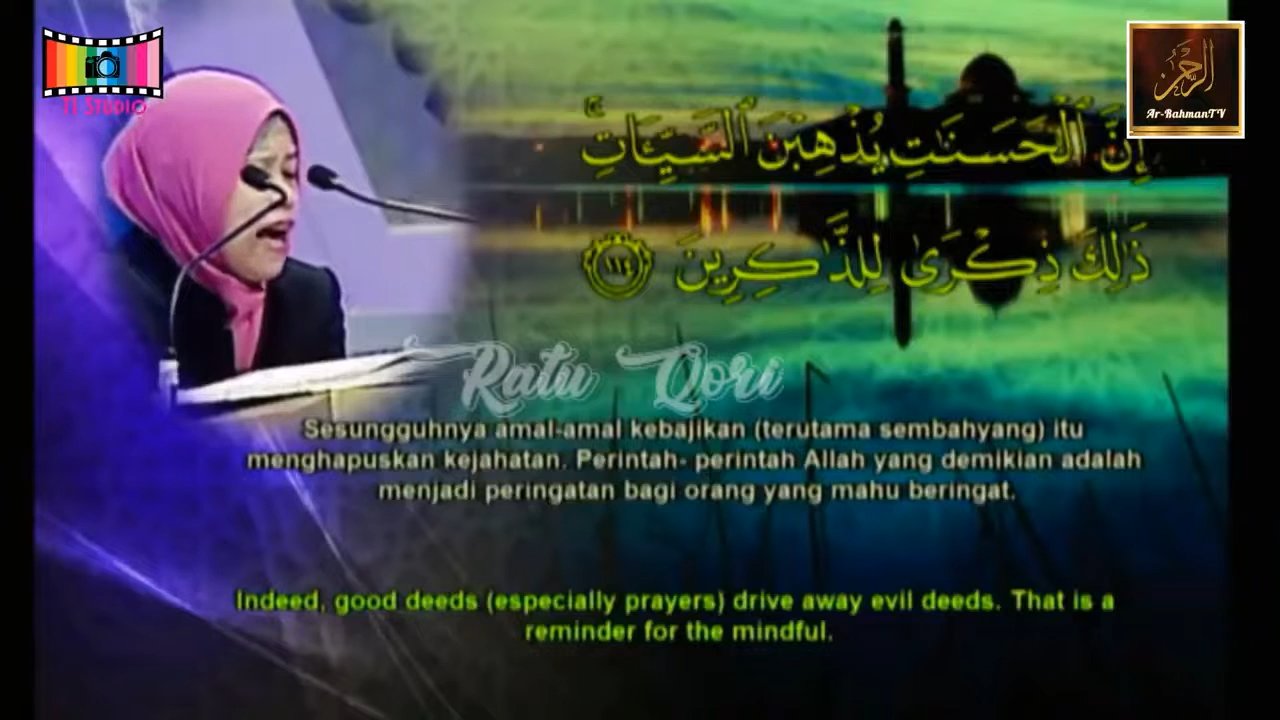 TI Studio
الرحمن
Ar-RahmanTV
إِنَّ ٱلْحَسَنَٰتِ يُذْهِبْنَ ٱلسَّيِّـَٔاتِ ۚ
ذَٰلِكَ ذِكْرَىٰ لِلذَّٰكِرِينَ ١١٤
Ratu Qori
Sesungguhnya amal-amal kebajikan (terutama sembahyang) itu
menghapuskan kejahatan. Perintah- perintah Allah yang demikian adalah
menjadi peringatan bagi orang yang mahu beringat.
Indeed, good deeds (especially prayers) drive away evil deeds. That is a
reminder for the mindful.